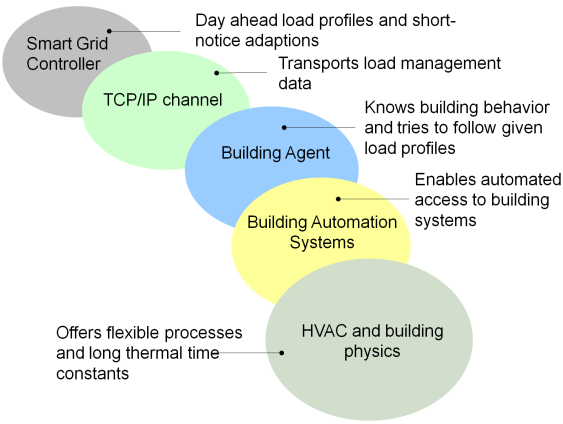 Smart Grid
Controller
Day ahead load profiles and short-
notice adaptions
TCP/IP channel
Transports load management
data
Building Agent
Knows building behavior
and tries to follow given
load profiles
Building Automation
Systems
Enables automated
access to building
systems
HVAC and building
physics
Offers flexible processes
and long thermal time
constants